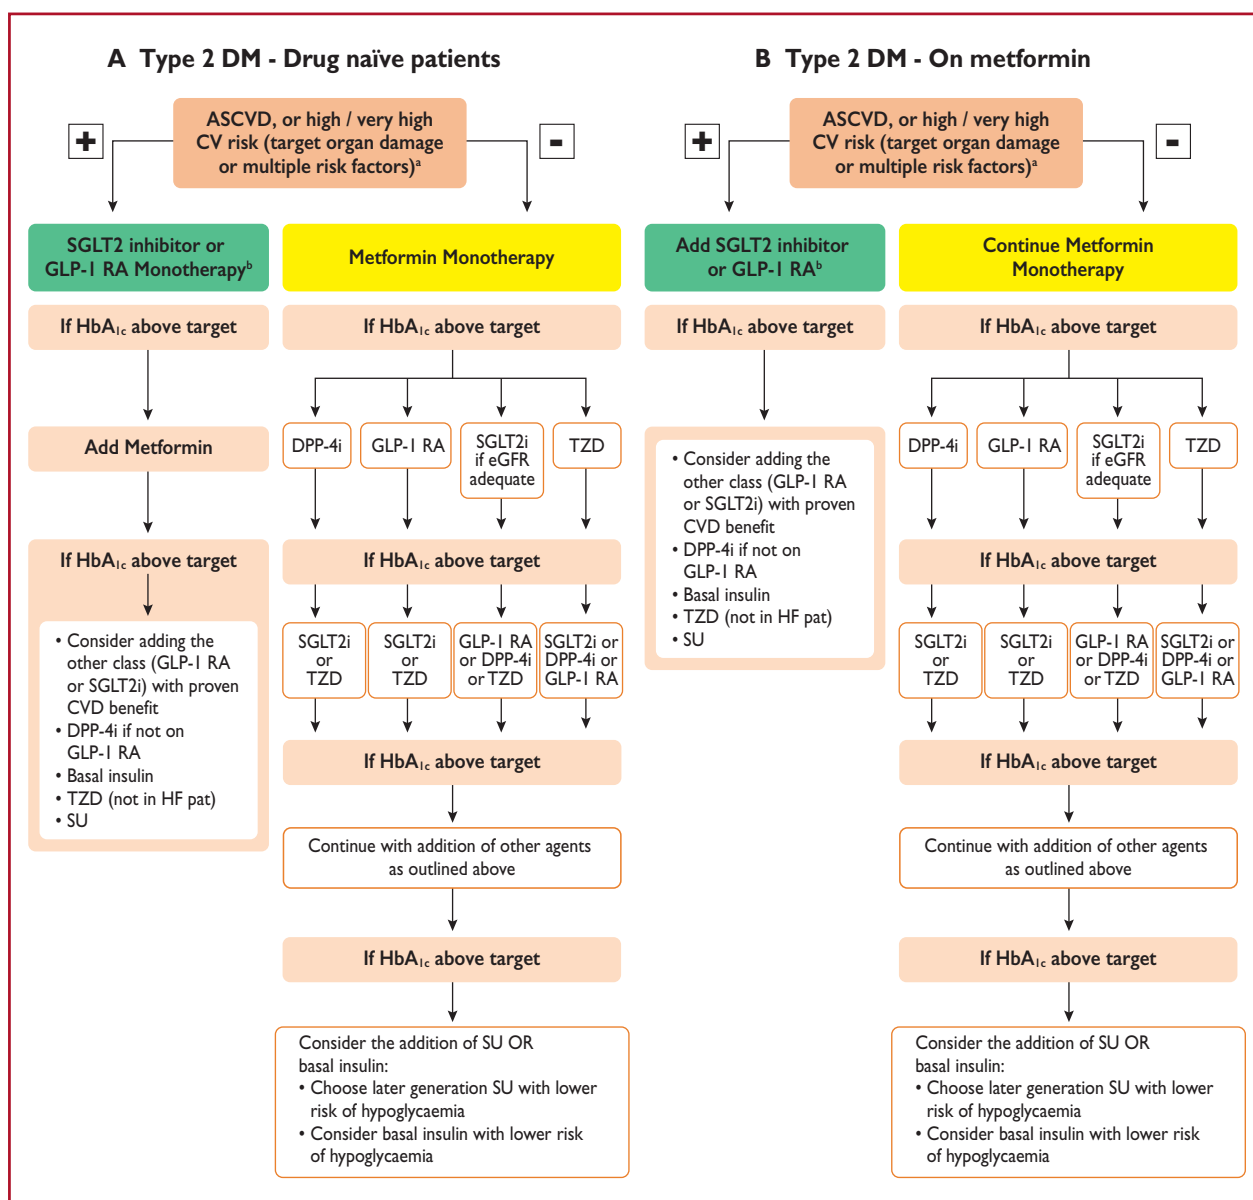 A Type 2 DM - Drug naïve patients
ASCVD, or high / very high
CV risk (target organ damage
or multiple risk factors)a
+
-
SGLT2 inhibitor or
GLP-1 RA Monotherapyb
If HbA1c above target
Add Metformin
If HbA1c above target
• Consider adding the
other class (GLP-1 RA
or SGLT2i) with proven
CVD benefit
• DPP-4i if not on
GLP-1 RA
• Basal insulin
• TZD (not in HF pat)
• SU
Metformin Monotherapy
If HbA1c above target
DPP-4i
GLP-1 RA
SGLT2i
if eGFR
adequate
TZD
If HbA1c above target
SGLT2i
or
TZD
SGLT2i
or
TZD
GLP-1 RA
or DPP-4i
or TZD
SGLT2i or
DPP-4i or
GLP-1 RA
If HbA1c above target
Continue with addition of other agents
as outlined above
If HbA1c above target
Consider the addition of SU OR
basal insulin:
• Choose later generation SU with lower
risk of hypoglycaemia
• Consider basal insulin with lower risk
of hypoglycaemia
B Type 2 DM - On metformin
ASCVD, or high / very high
CV risk (target organ damage
or multiple risk factors)a
+
-
Add SGLT2 inhibitor
or GLP-1 RAb
If HbA1c above target
• Consider adding the
other class (GLP-1 RA
or SGLT2i) with proven
CVD benefit
• DPP-4i if not on
GLP-1 RA
• Basal insulin
• TZD (not in HF pat)
• SU
Continue Metformin
Monotherapy
If HbA1c above target
DPP-4i
GLP-1 RA
SGLT2i
if eGFR
adequate
TZD
If HbA1c above target
SGLT2i
or
TZD
SGLT2i
or
TZD
GLP-1 RA
or DPP-4i
or TZD
SGLT2i or
DPP-4i or
GLP-1 RA
If HbA1c above target
Continue with addition of other agents
as outlined above
If HbA1c above target
Consider the addition of SU OR
basal insulin:
• Choose later generation SU with lower
risk of hypoglycaemia
• Consider basal insulin with lower risk
of hypoglycaemia